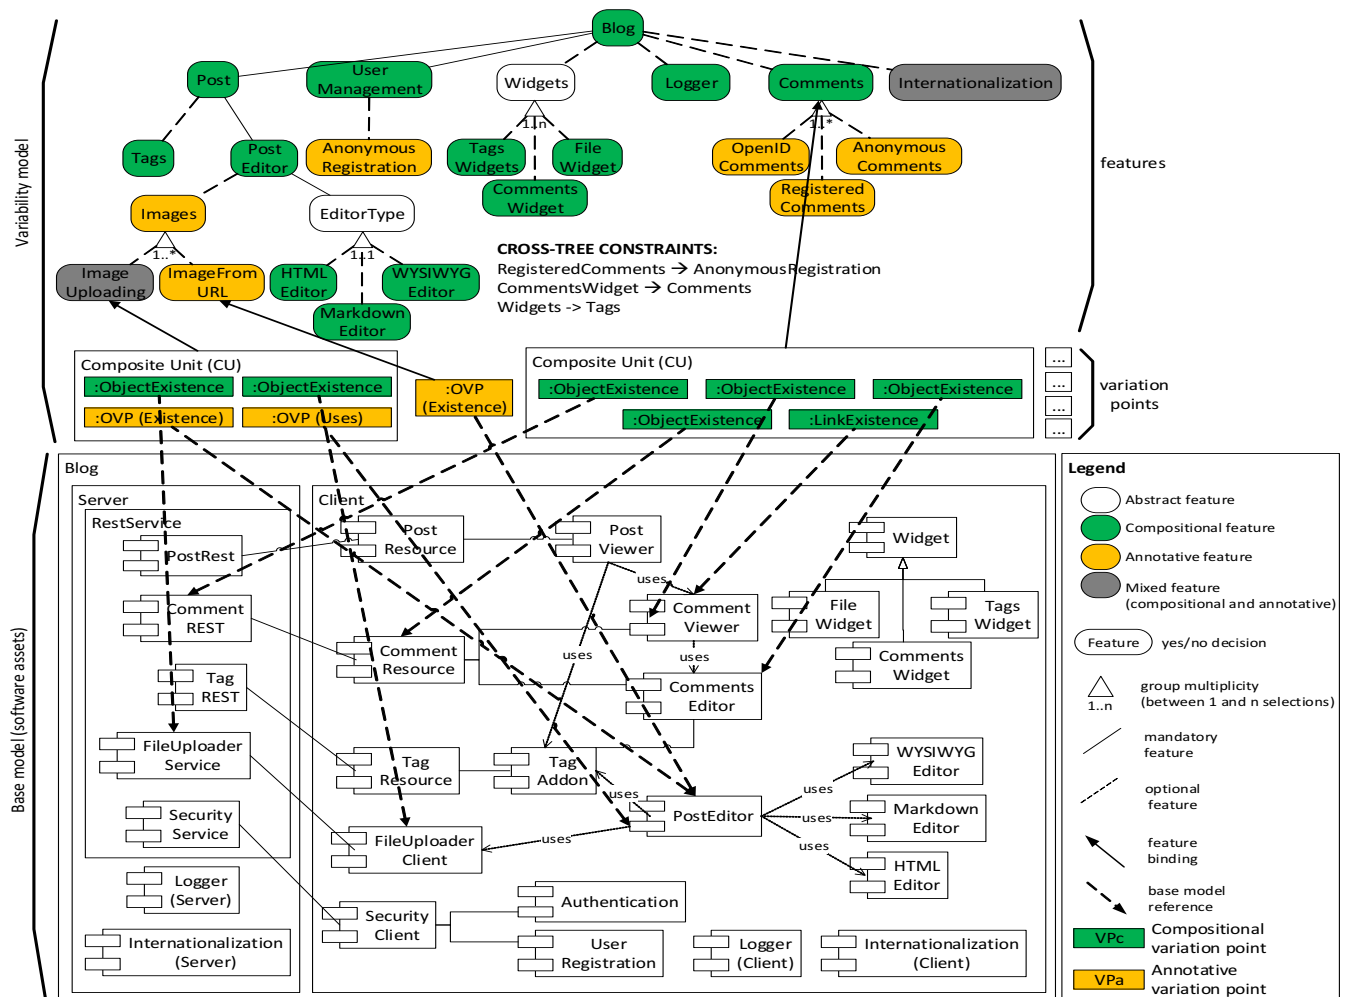 Blog
Post
User
Management
Widgets
Logger
Comments
Internationalization
1..n
1..*
Tags
Post
Editor
Anonymous
Registration
Tags
Widgets
File
Widget
Comments
Widget
OpenID
Comments
Anonymous
Comments
Registered
Comments
Variability model
features
Images
EditorType
1..*
1..1
Image
Uploading
ImageFrom
URL
HTML
Editor
WYSIWYG
Editor
Markdown
Editor
CROSS-TREE CONSTRAINTS:
RegisteredComments → AnonymousRegistration
CommentsWidget → Comments
Widgets -> Tags
Composite Unit (CU)
:ObjectExistence
:ObjectExistence
:OVP (Existence)
:OVP (Uses)
:OVP
(Existence)
Composite Unit (CU)
:ObjectExistence
:ObjectExistence
:ObjectExistence
:ObjectExistence
:LinkExistence
...
...
...
...
variation
points
Base model (software assets)
Blog
Server
RestService
PostRest
Comment
REST
Tag
REST
FileUploader
Service
Security
Service
Logger
(Server)
Internationalization
(Server)
Client
Post
Resource
Post
Viewer
Widget
uses
Comment
Viewer
File
Widget
Tags
Widget
Comment
Resource
uses
uses
Comments
Widget
Comments
Editor
Tag
Resource
Tag
Addon
WYSIWYG
Editor
uses
PostEditor
uses
uses
uses
Markdown
Editor
HTML
Editor
uses
FileUploader
Client
Security
Client
Authentication
User
Registration
Logger
(Client)
Internationalization
(Client)
Legend
Abstract feature
Compositional feature
Annotative feature
Mixed feature
(compositional and annotative)
Feature
yes/no decision
1..n
group multiplicity
(between 1 and n selections)
mandatory
feature
optional
feature
feature
binding
base model
reference
VPc
Compositional
variation point
VPa
Annotative
variation point